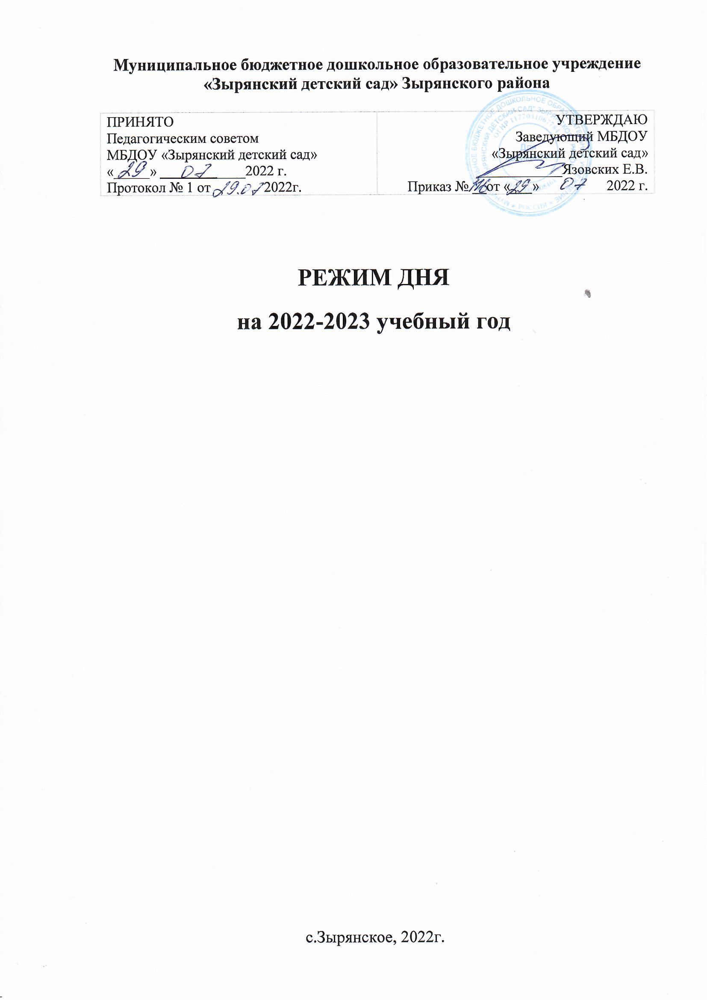 Муниципальное бюджетное дошкольное образовательное учреждение
«Зырянский детский сад» Зырянского района
ПРИНЯТО
Педагогическим советом
МБДОУ «Зырянский детский сад»
«29» 07 2022 г.
Протокол № 1 от 29.07 2022г.
УТВЕРЖДАЮ
Заведующий МБДОУ
«Зырянский детский сад»
Язовских Е.В.
Приказ № 116 от «29» 07 2022 г.
РЕЖИМ ДНЯ
на 2022-2023 учебный год
с.Зырянское, 2022г.